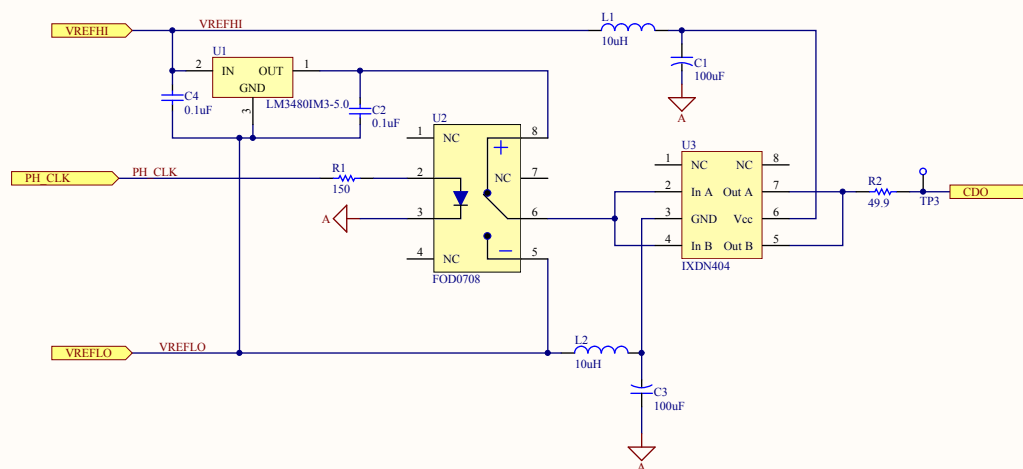 VREFHI
VREFHI
L1
10uH
U1
2
IN
OUT
1
GND
3
LM3480IM3-5.0
C4
0.1uF
C2
0.1uF
C1
100uF
A
U2
1
NC
8
+
PH_CLK
PH_CLK
R1
150
2
NC
7
A
3
6
4
NC
–
5
FOD0708
U3
1
NC
NC
8
2
In A
Out A
7
3
GND
Vcc
6
4
In B
Out B
5
IXDN404
R2
49.9
TP3
CDO
VREFLO
VREFLO
L2
10uH
C3
100uF
A